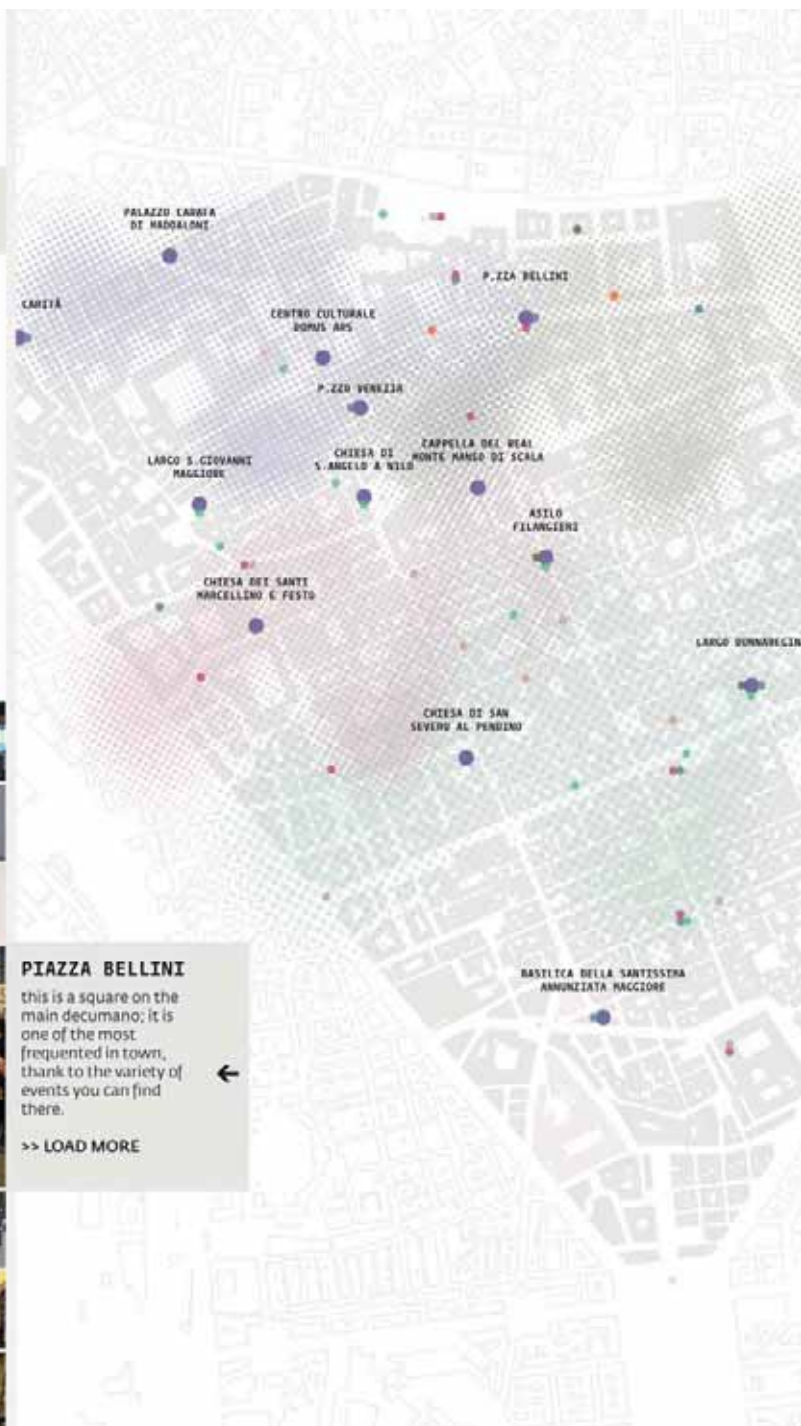 PALAZZO CARAFA
DI MADDALONI
P.ZZA BELLINI
CARITÀ
CENTRO CULTURALE
DOMUS ARS
P.ZZO VENEZIA
CHIESA DI
S.ANGELO A NILO
CAPPELLA DEL REAL
MONTE MANSO DI SCALA
LARGO S.GIOVANNI
MAGGIORE
ASILO
FILANGIERI
CHIESA DEI SANTI
MARCELLINO E FESTO
LARGO DONNAREGIN
CHIESA DI SAN
SEVERO AL PENDINO
PIAZZA BELLINI
this is a square on the
main decumano; it is
one of the most
frequented in town,
thank to the variety of
events you can find
there.
>> LOAD MORE
BASILICA DELLA SANTISSIMA
ANNUNZIATA MAGGIORE